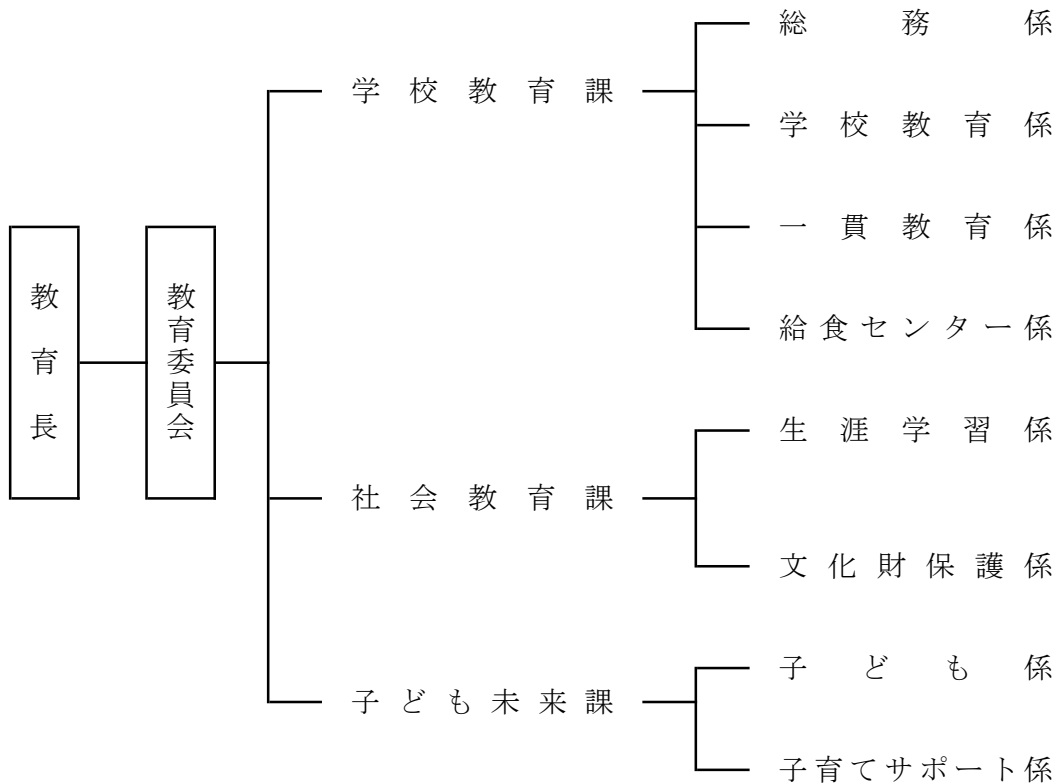 教育長
教育委員会
学校教育課
総務係
学校教育係
一貫教育係
給食センター係
社会教育課
生涯学習係
文化財保護係
子ども未来課
子ども係
子育てサポート係